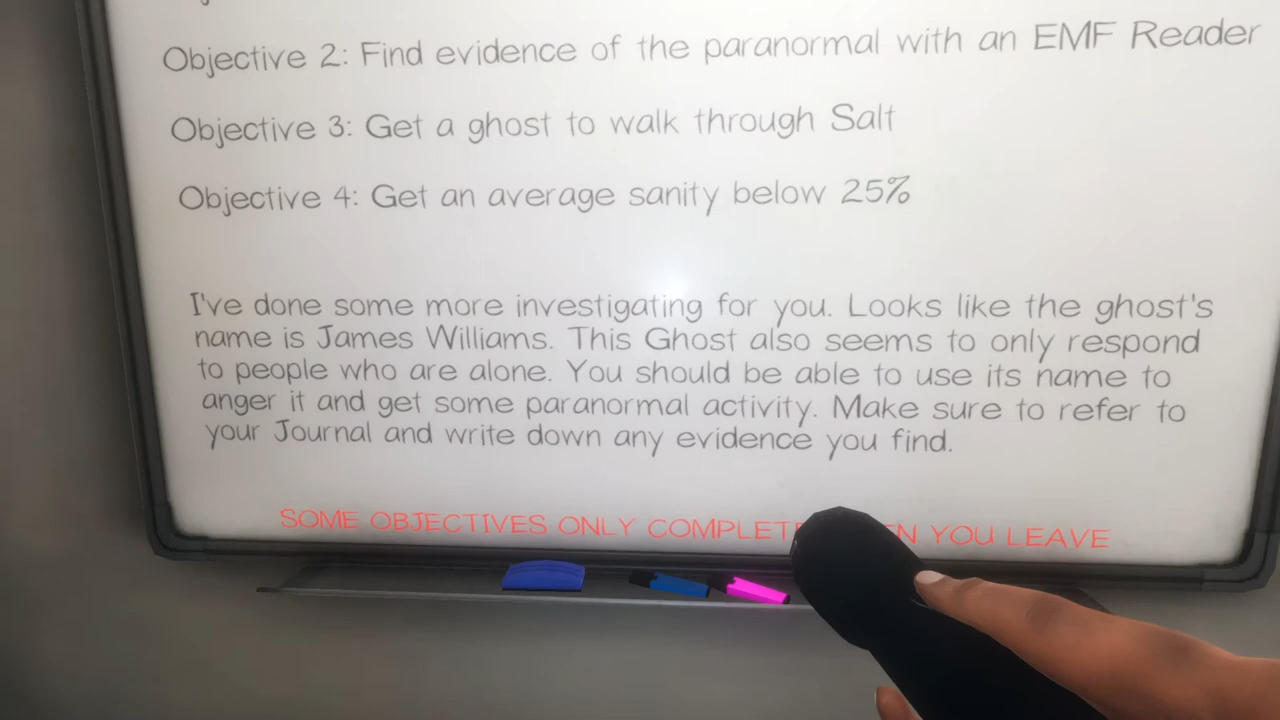 Objective 2: Find evidence of the paranormal with an EMF Reader
Objective 3: Get a ghost to walk through Salt
Objective 4: Get an average sanity below 25%
I've done some more investigating for you. Looks like the ghost's
name is James Williams. This Ghost also seems to only respond
to people who are alone. You should be able to use its name to
anger it and get some paranormal activity. Make sure to refer to
your Journal and write down any evidence you find.
SOME OBJECTIVES ONLY COMPLETE YOU LEAVE